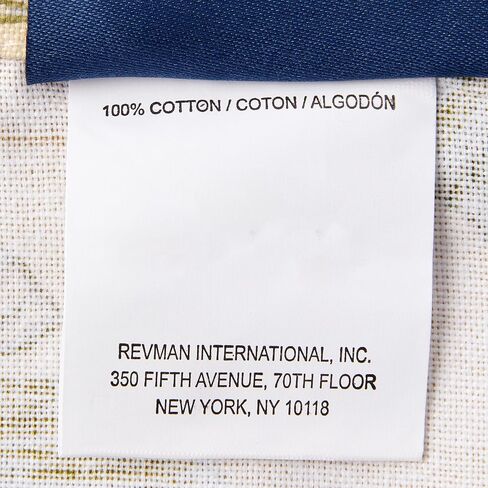 100% COTTON / COTON / ALGODÓN
REVMAN INTERNATIONAL, INC.
350 FIFTH AVENUE, 70TH FLOOR
NEW YORK, NY 10118